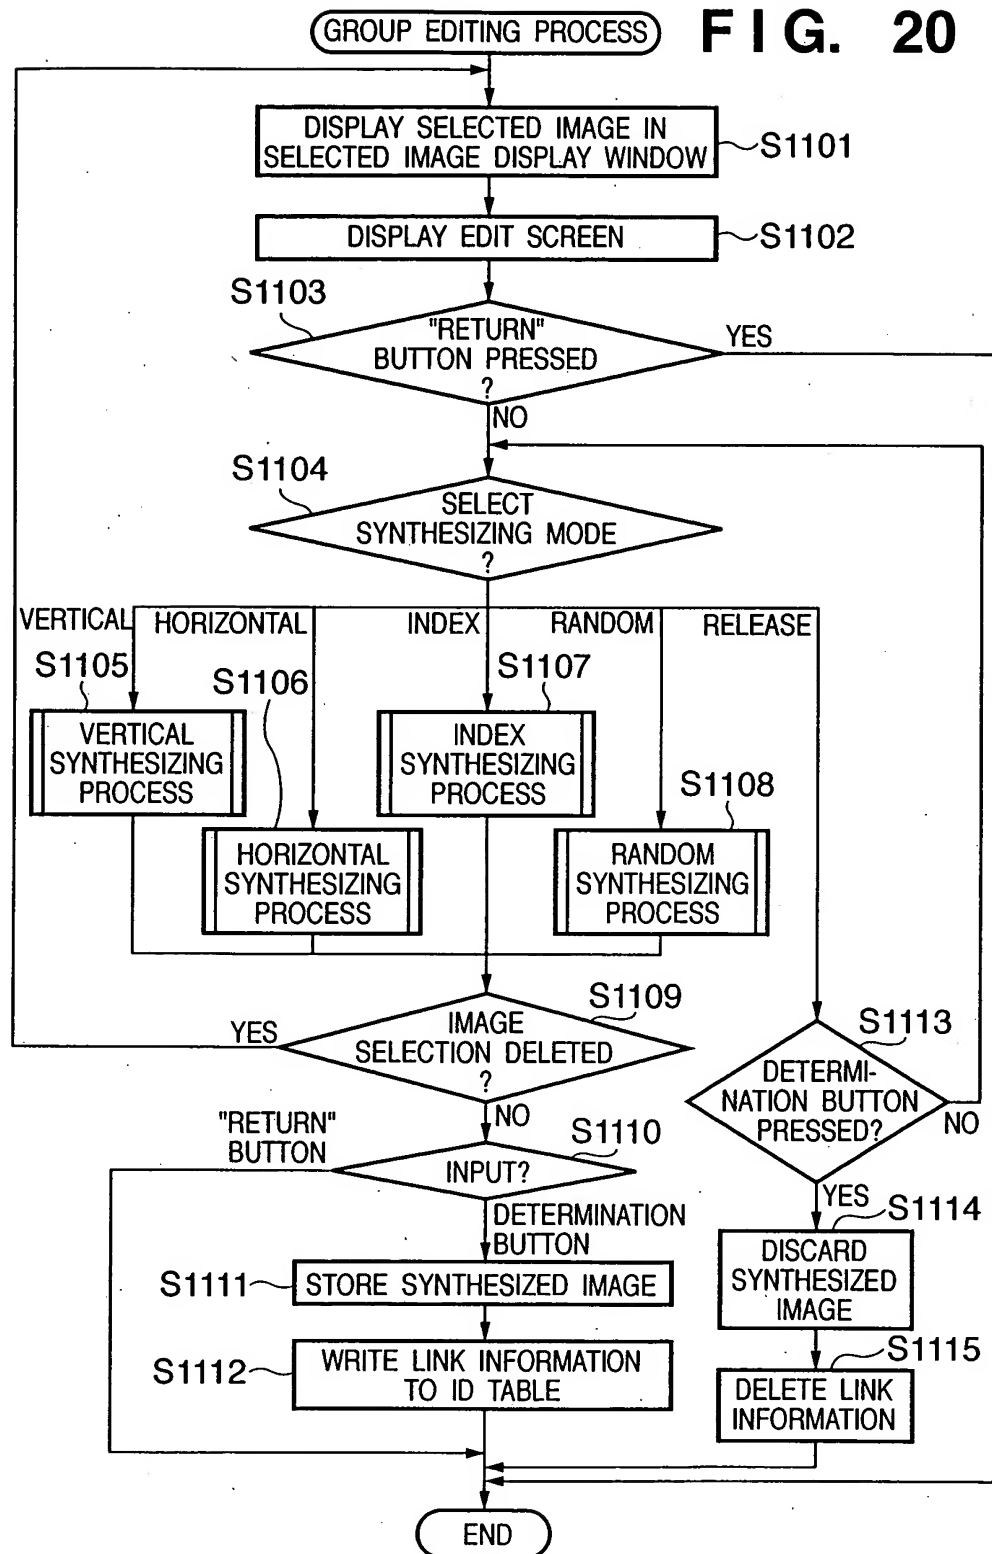 GROUP EDITING PROCESS
FIG. 20
DISPLAY SELECTED IMAGE IN
SELECTED IMAGE DISPLAY WINDOW
S1101
DISPLAY EDIT SCREEN
S1102
S1103
"RETURN"
BUTTON PRESSED
?
YES
NO
S1104
SELECT
SYNTHESIZING MODE
?
VERTICAL
HORIZONTAL
INDEX
RANDOM
RELEASE
S1105
S1106
S1107
VERTICAL
SYNTHESIZING
PROCESS
INDEX
SYNTHESIZING
PROCESS
S1108
HORIZONTAL
SYNTHESIZING
PROCESS
RANDOM
SYNTHESIZING
PROCESS
S1109
YES
IMAGE
SELECTION DELETED
?
NO
S1113
DETERMI-
NATION BUTTON
PRESSED?
NO
YES
"RETURN"
BUTTON
S1110
INPUT?
DETERMINATION
BUTTON
S1114
DISCARD
SYNTHESIZED
IMAGE
S1111
STORE SYNTHESIZED IMAGE
S1112
WRITE LINK INFORMATION
TO ID TABLE
S1115
DELETE LINK
INFORMATION
END